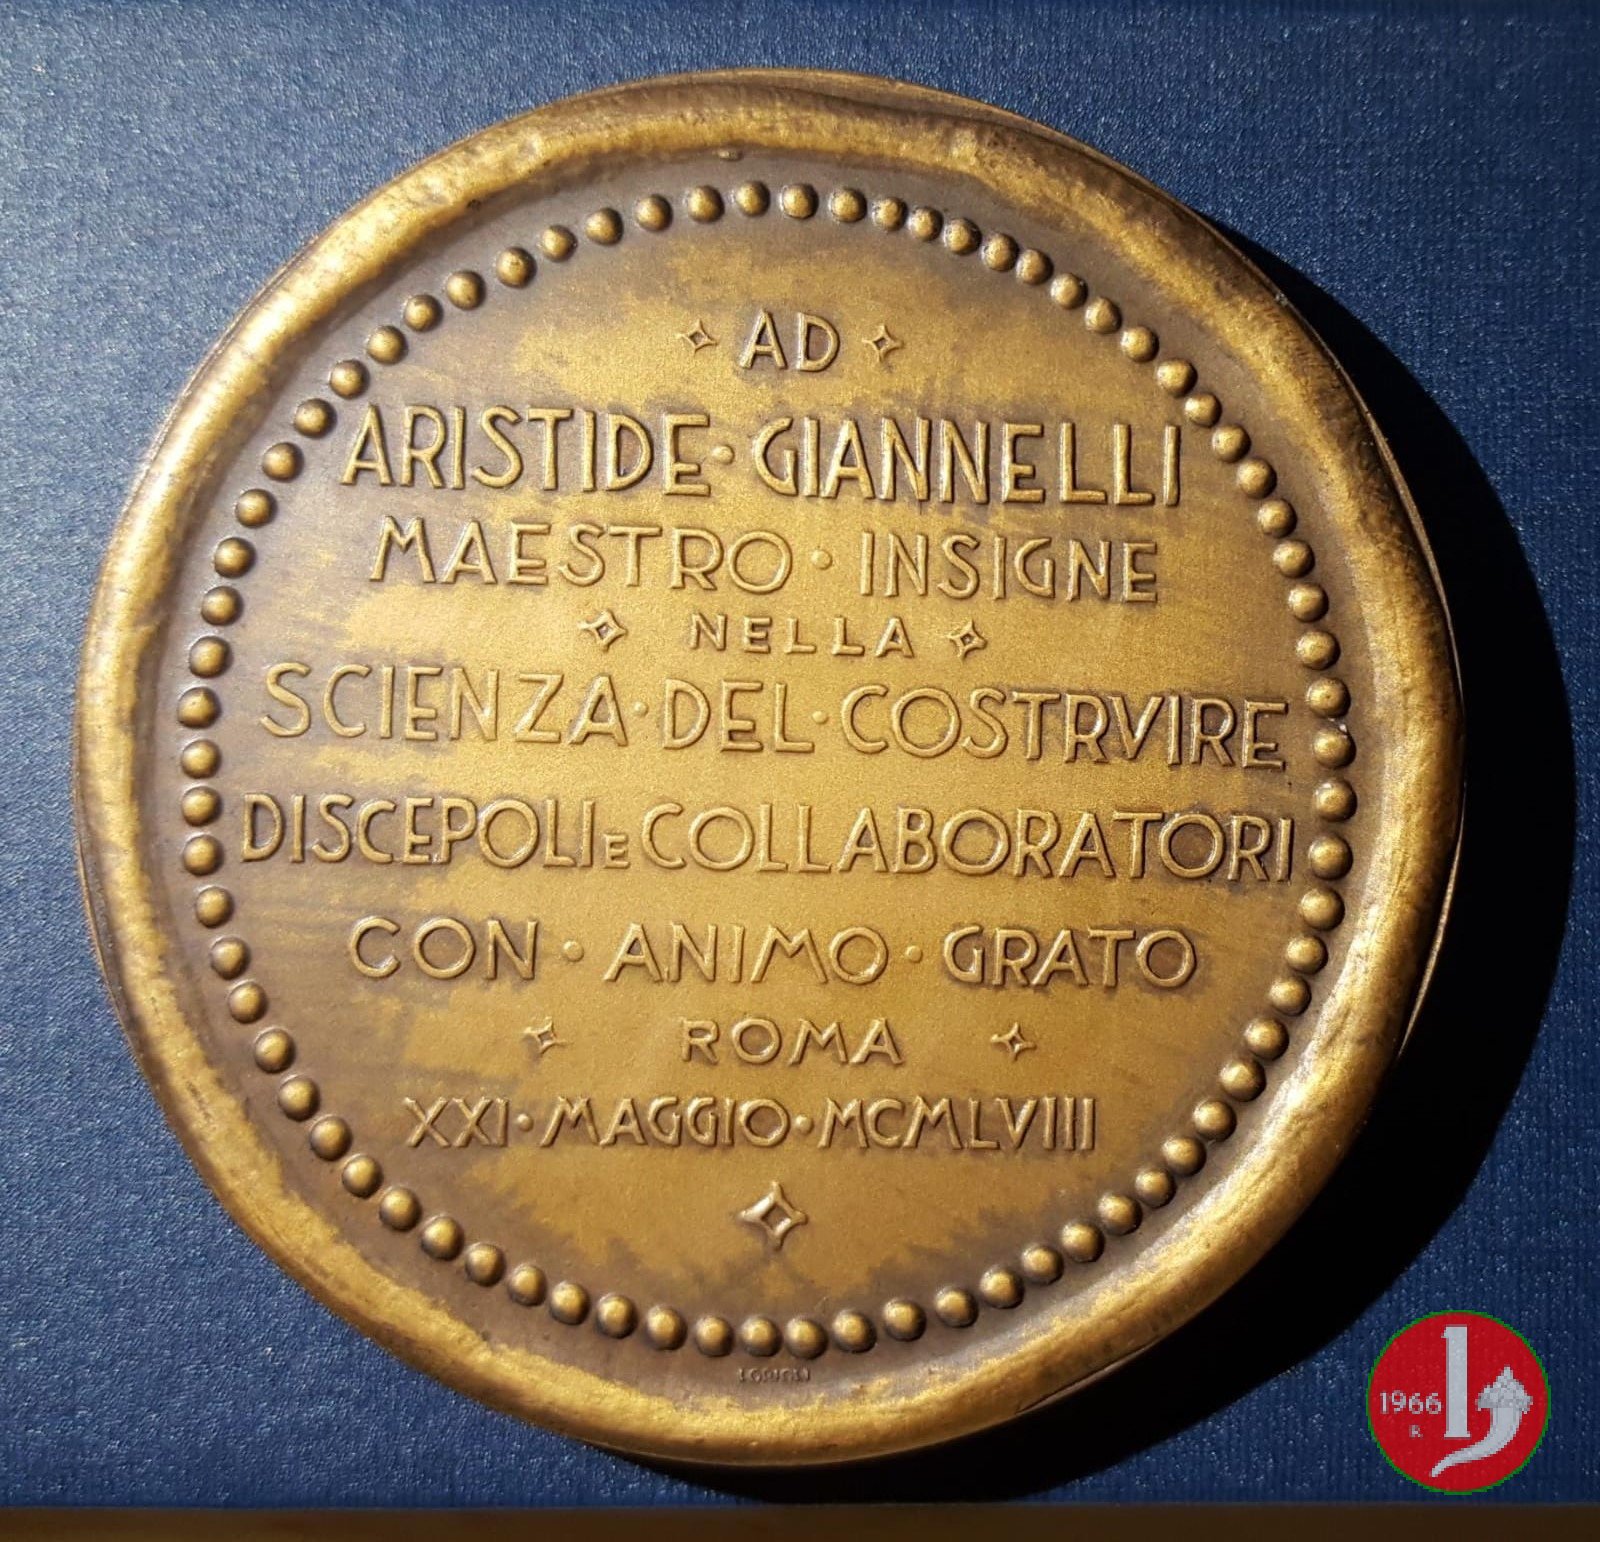 AD
ARISTIDE · GIANNELLI
MAESTRO · INSIGNE
NELLA
SCIENZA · DEL · COSTRVIRE
DISCEPOLI E COLLABORATORI
CON · ANIMO · GRATO
ROMA
XXI · MAGGIO · MCMLVIII
LORIOLI
1966
R